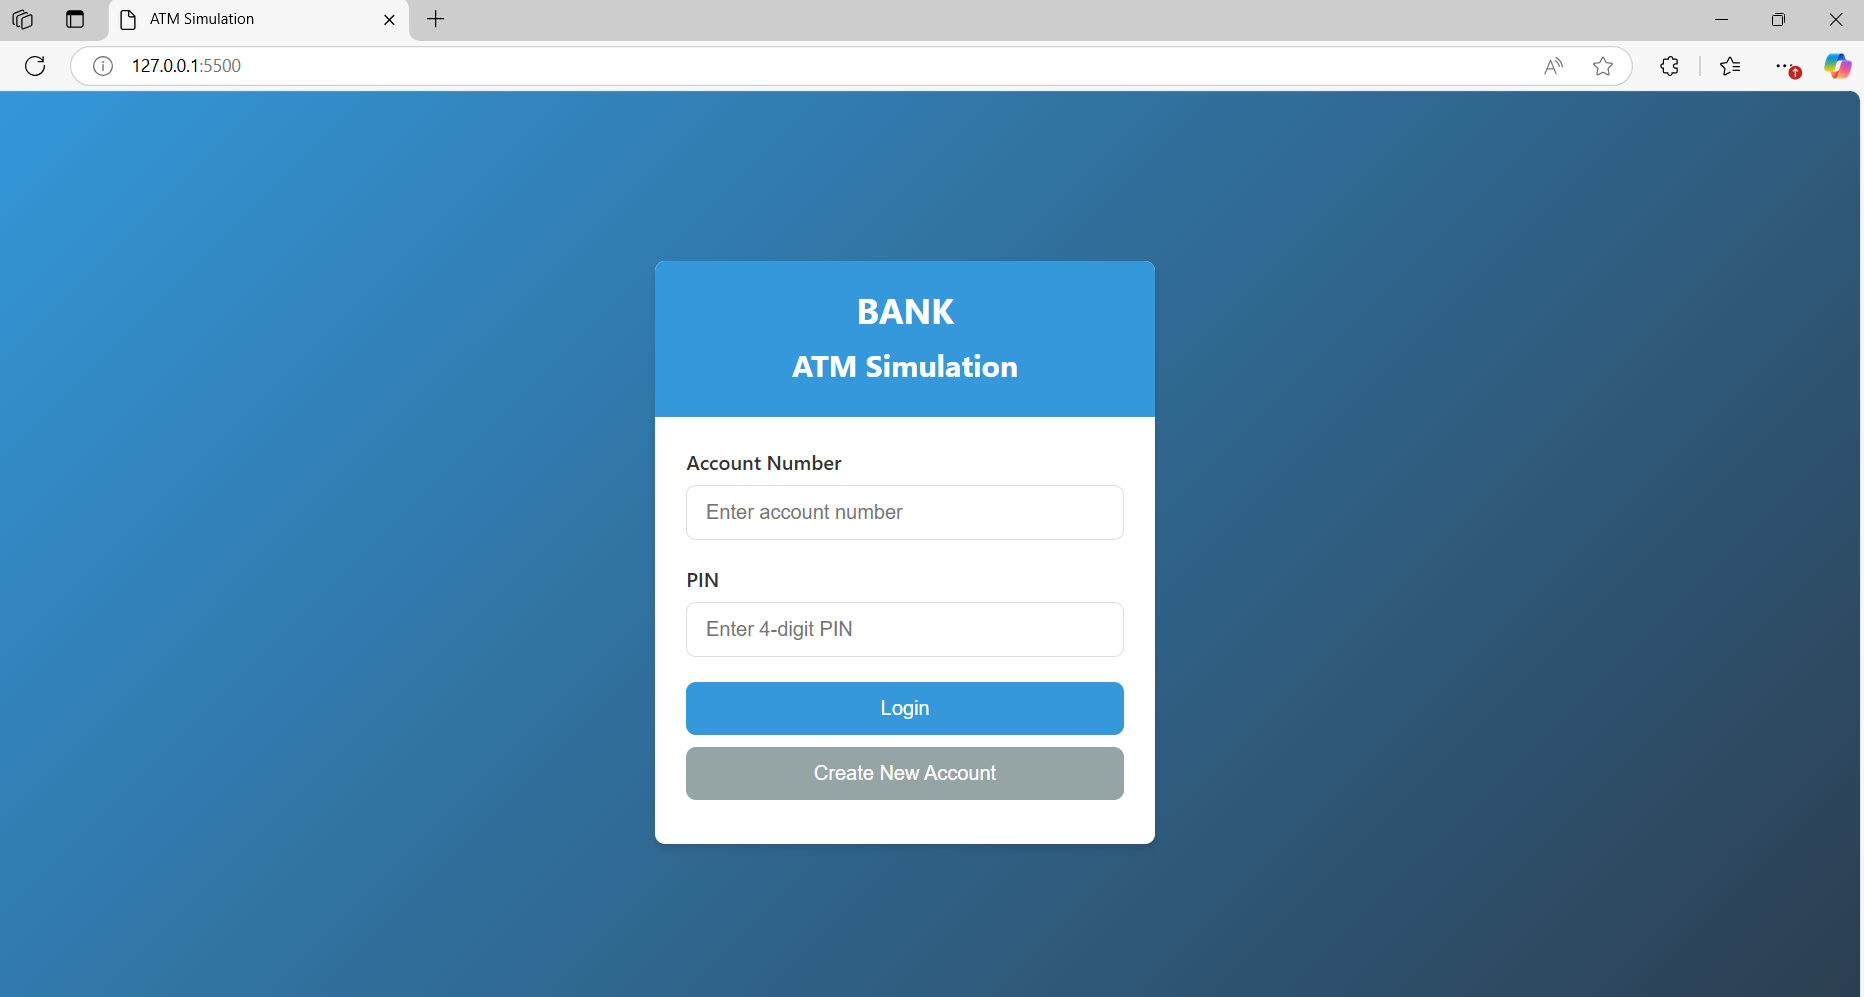 ATM Simulation
127.0.0.1:5500
BANK
ATM Simulation
Account Number
Enter account number
PIN
Enter 4-digit PIN
Login
Create New Account